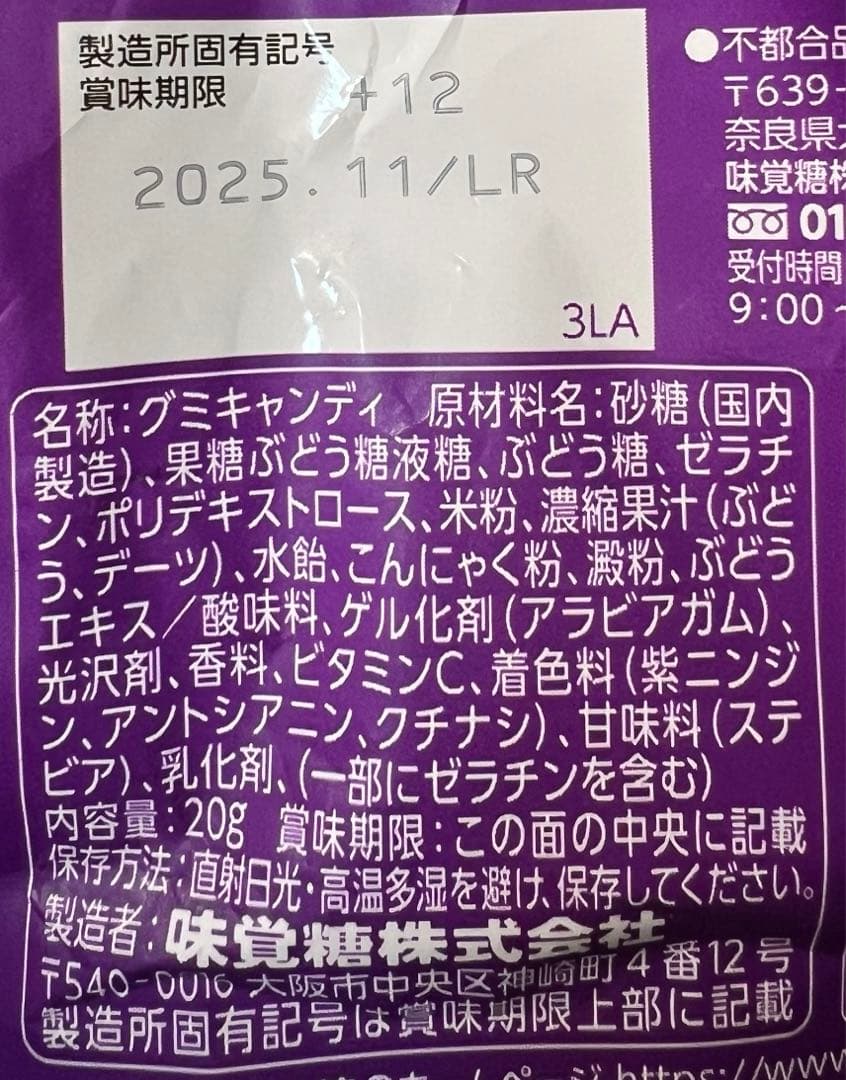 製造所固有記号
賞味期限 +12
2025.11/LR
3LA
●不都合品
〒639-
奈良県
味覚糖株
01
受付時間
9:00~
名称:グミキャンディ 原材料名:砂糖(国内
製造)、果糖ぶどう糖液糖、ぶどう糖、ゼラチ
ン、ポリデキストロース、米粉、濃縮果汁(ぶど
う、デーツ)、水飴、こんにゃく粉、澱粉、ぶどう
エキス/酸味料、ゲル化剤(アラビアガム)、
光沢剤、香料、ビタミンC、着色料(紫ニンジ
ン、アントシアニン、クチナシ)、甘味料(ステ
ビア)、乳化剤、(一部にゼラチンを含む)
内容量:20g 賞味期限:この面の中央に記載
保存方法:直射日光・高温多湿を避け、保存してください。
製造者:味覚糖株式会社
〒540-0016 大阪市中央区神崎町4番12号
製造所固有記号は賞味期限上部に記載
ページ https://www